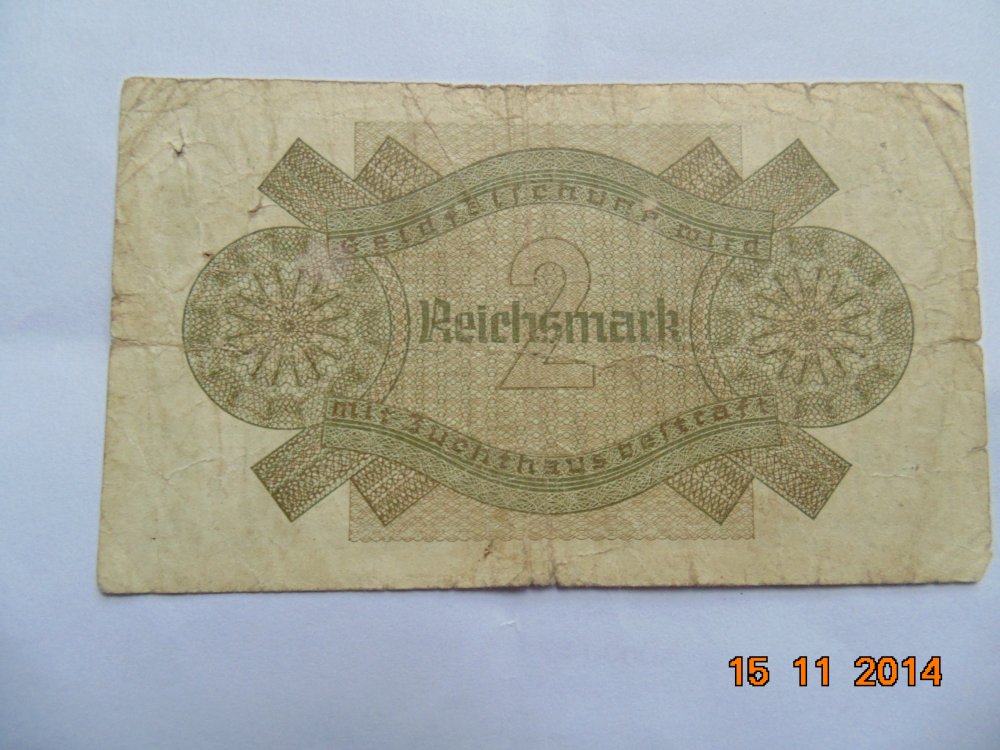 Geldfälschung wird
2
Reichsmark
mit Zuchthaus bestraft
15 11 2014